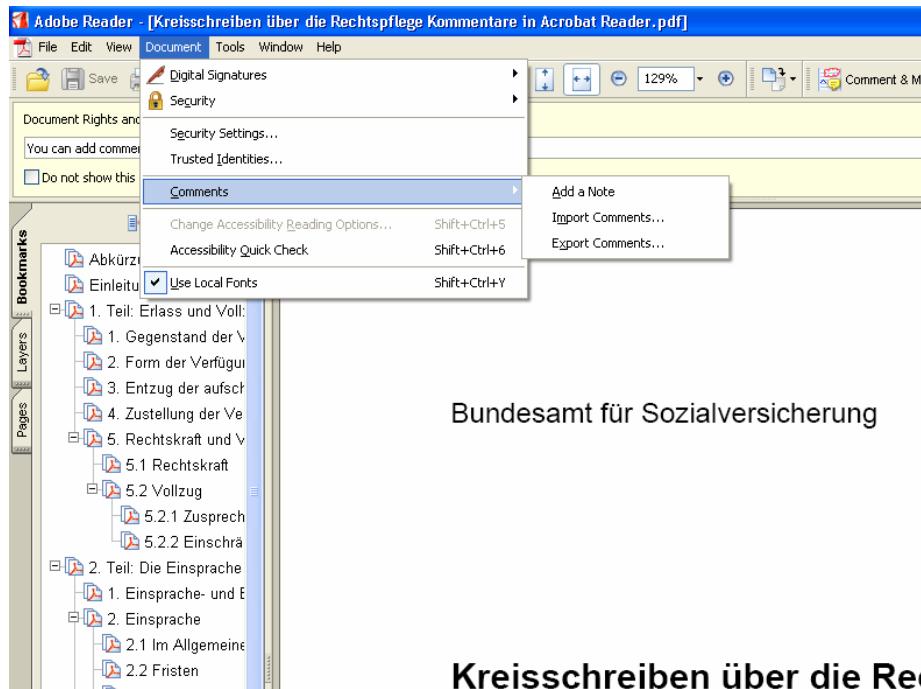 Adobe Reader - [Kreisschreiben über die Rechtspflege Kommentare in Acrobat Reader.pdf]
File Edit View Document Tools Window Help
Save 129% Comment & M
Digital Signatures
Security
Document Rights and
Security Settings...
You can add comme
Trusted Identities...
Do not show this
Comments
Add a Note
Import Comments...
Export Comments...
Change Accessibility Reading Options... Shift+Ctrl+5
Accessibility Quick Check Shift+Ctrl+6
Use Local Fonts Shift+Ctrl+Y
Bookmarks
Layers
Pages
Abkürzu
Einleitu
1. Teil: Erlass und Voll:
1. Gegenstand der V
2. Form der Verfügu
3. Entzug der aufsch
4. Zustellung der Ve
5. Rechtskraft und V
5.1 Rechtskraft
5.2 Vollzug
5.2.1 Zusprech
5.2.2 Einschrä
2. Teil: Die Einsprache
1. Einsprache- und E
2. Einsprache
2.1 Im Allgemeine
2.2 Fristen
Bundesamt für Sozialversicherung
Kreisschreiben über die Re